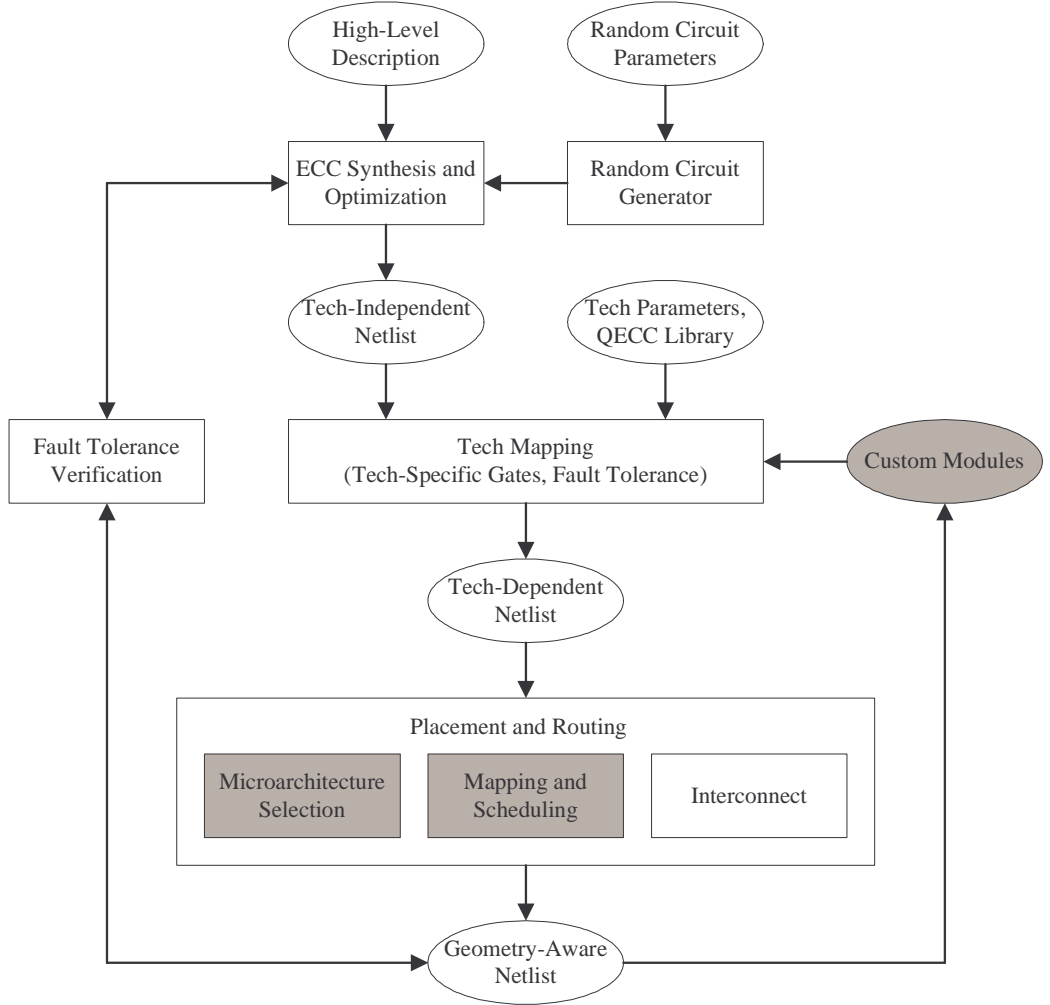 High-Level
Description
Random Circuit
Parameters
ECC Synthesis and
Optimization
Random Circuit
Generator
Tech-Independent
Netlist
Tech Parameters,
QECC Library
Fault Tolerance
Verification
Tech Mapping
(Tech-Specific Gates, Fault Tolerance)
Custom Modules
Tech-Dependent
Netlist
Placement and Routing
Microarchitecture
Selection
Mapping and
Scheduling
Interconnect
Geometry-Aware
Netlist